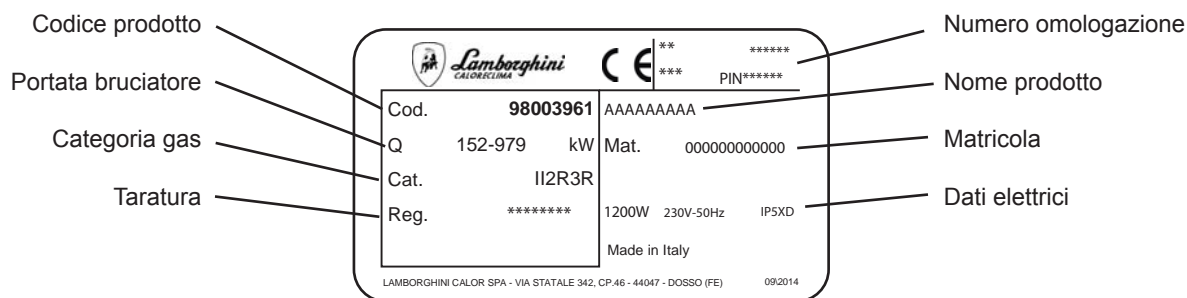 Codice prodotto
Portata bruciatore
Categoria gas
Taratura
Lamborghini
CALORECLIMA
CE
** ******
*** PIN******
Cod. 98003961
Q 152-979 kW
Cat. II2R3R
Reg. ********
AAAAAAAAA
Mat. 000000000000
1200W 230V-50Hz IP5XD
Made in Italy
LAMBORGHINI CALOR SPA - VIA STATALE 342, CP.46 - 44047 - DOSSO (FE) 09\2014
Numero omologazione
Nome prodotto
Matricola
Dati elettrici